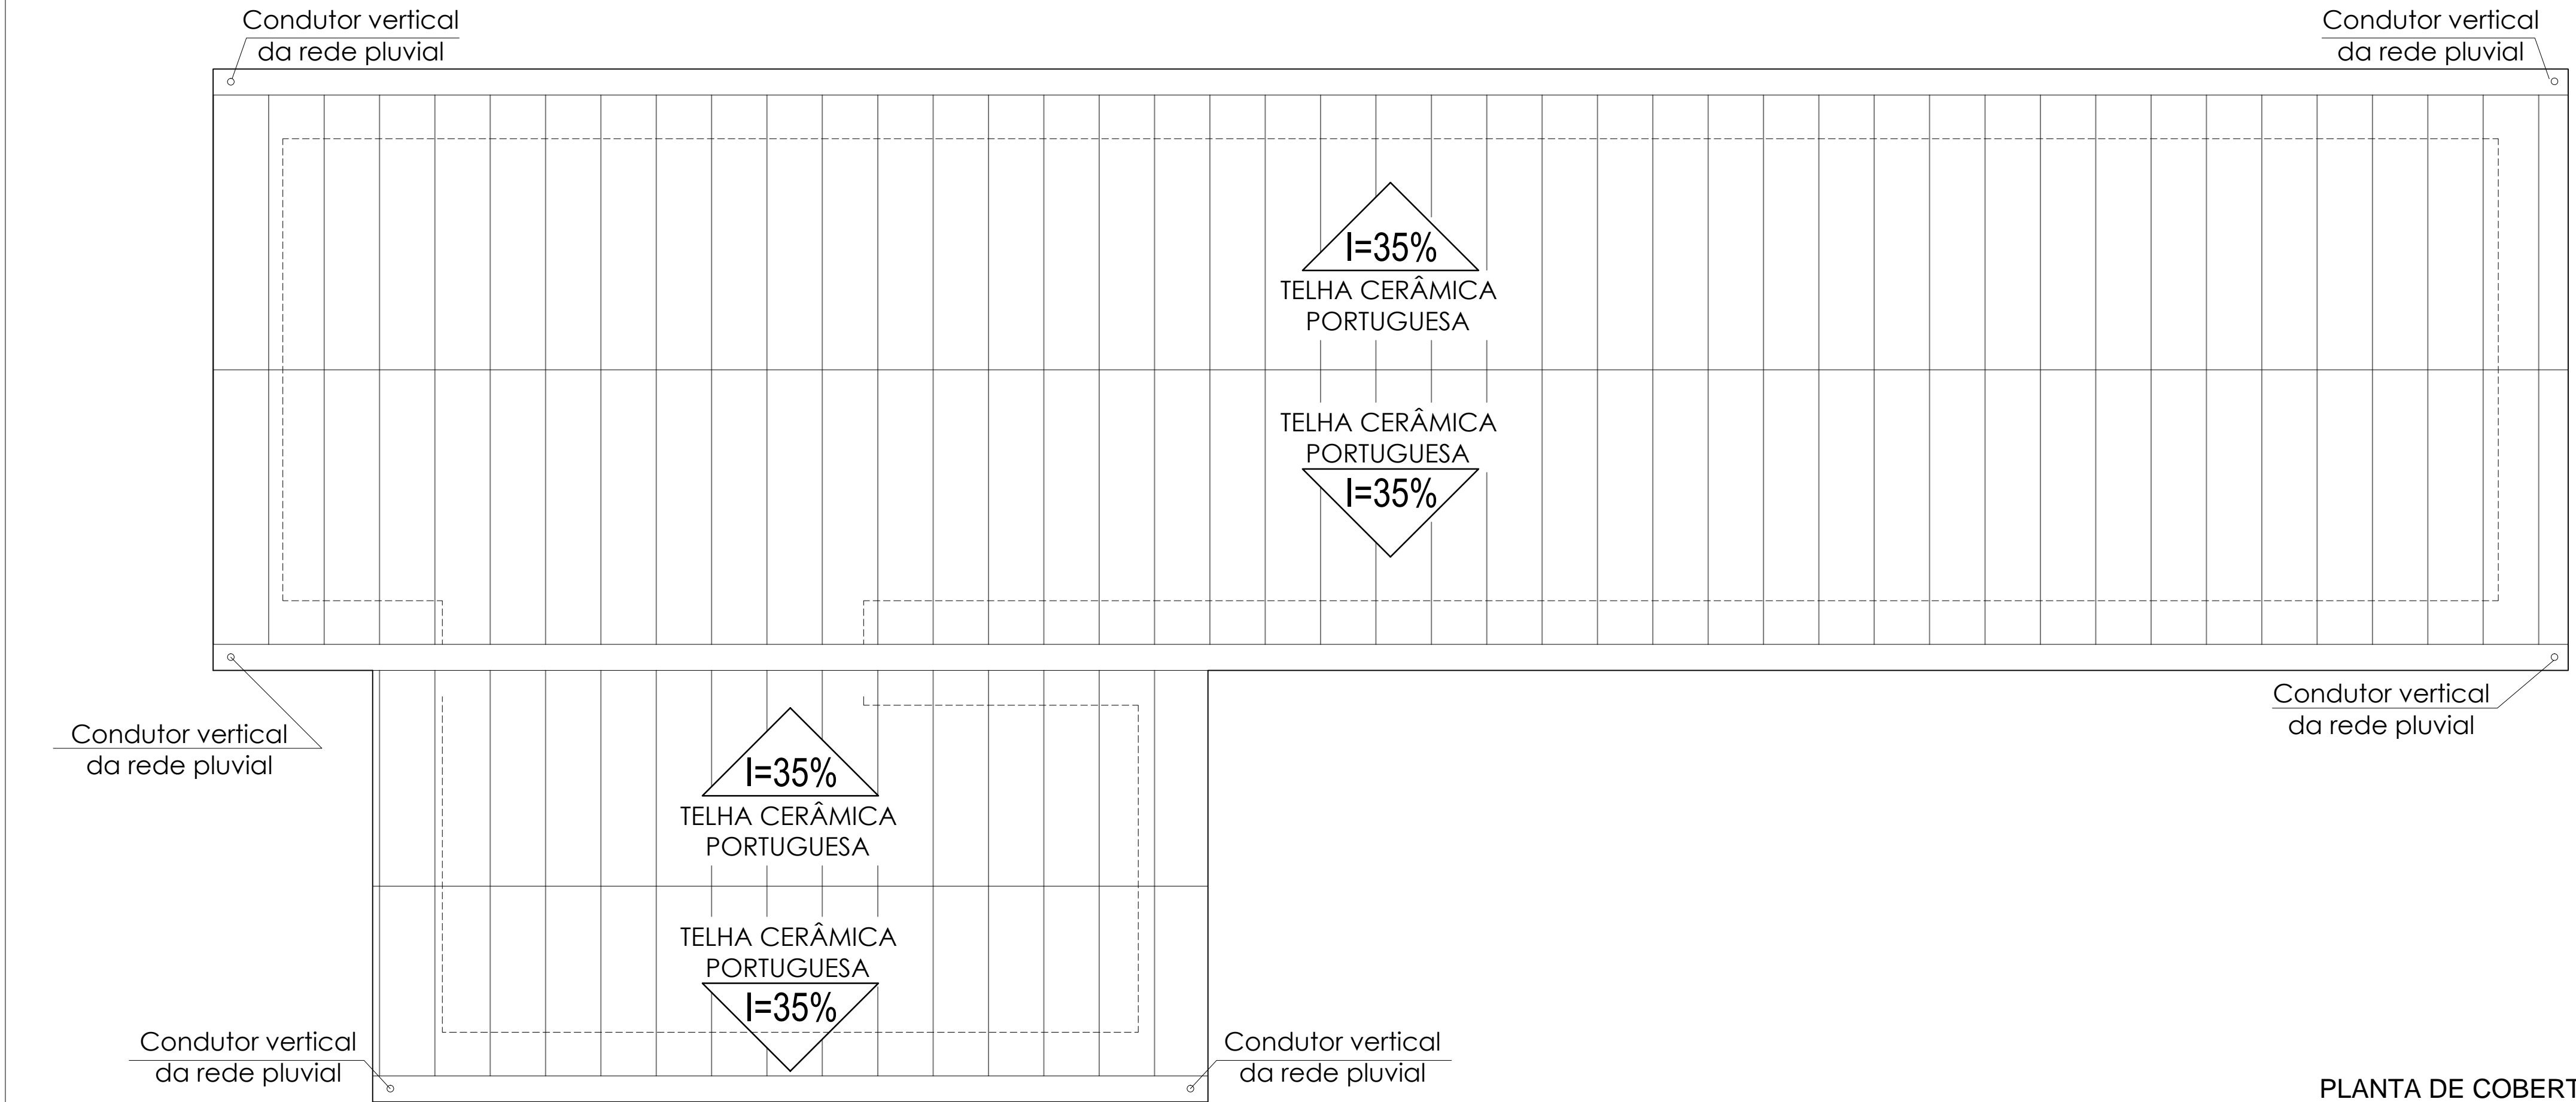 Condutor vertical
da rede pluvial
Condutor vertical
da rede pluvial
I=35%
TELHA CERÂMICA
PORTUGUESA
TELHA CERÂMICA
PORTUGUESA
I=35%
Condutor vertical
da rede pluvial
Condutor vertical
da rede pluvial
I=35%
TELHA CERÂMICA
PORTUGUESA
TELHA CERÂMICA
PORTUGUESA
I=35%
Condutor vertical
da rede pluvial
Condutor vertical
da rede pluvial
PLANTA DE COBERT